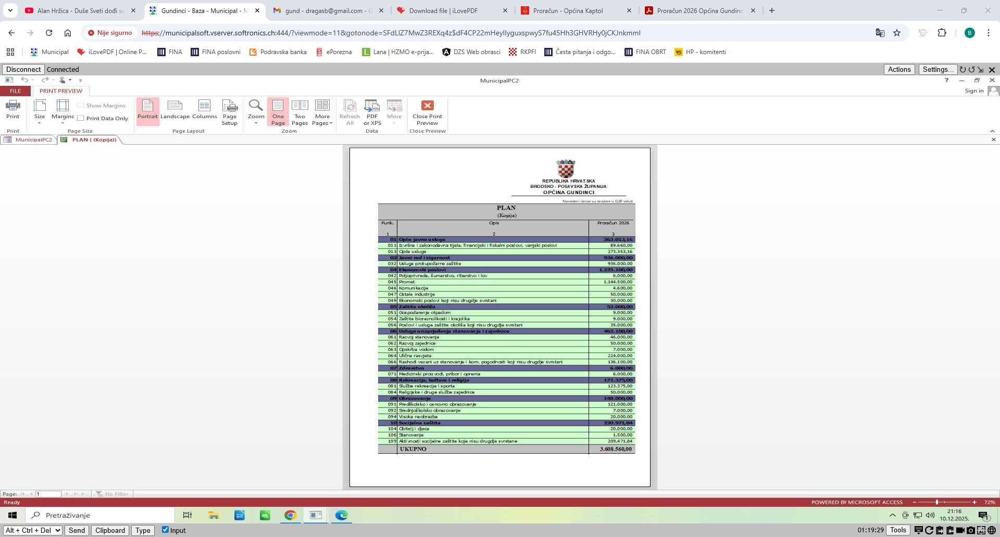 Alan Hržica - Duše Sveti dođi sa
Gundinci - Baza - Municipal - M
gund - dragasb@gmail.com - G
Download file | iLovePDF
Proračun - Općina Kaptol
Proračun 2026 Općina Gundinc
Nije sigurno
https://municipalsoft.vserver.softronics.ch:444/?viewmode=11&gotonode=
B
Municipal
iLovePDF | Online P...
FINA
FINA poslovni
Podravska banka
ePorezna
Lana | HZMO e-prija...
DZS Web obrasci
RKPFI
Česta pitanja i odgo...
FINA OBRT
HP - komitenti
Disconnect Connected
Actions Settings...
MunicipalPC2
FILE PRINT PREVIEW
Sign in
Print
Size
Margins
Show Margins
Print Data Only
Portrait
Landscape
Columns
Page Setup
Zoom
One Page
Two Pages
More Pages
Refresh All
PDF or XPS
More
Close Print Preview
Print
Page Size
Page Layout
Zoom
Data
Close Preview
MunicipalPC2 PLAN ( (Kopija))
REPUBLIKA HRVATSKA
BRODSKO - POSAVSKA ŽUPANIJA
OPĆINA GUNDINCI
Navedeni iznosi su izraženi u EUR valuti
PLAN
(Kopija)
Funk. Opis Proračun 2026
1 2 3
01 Opće javne usluge 363.013,16
011 Izvršna i zakonodavna tijela, financijski i fiskalni poslovi, vanjski poslovi 89.660,00
013 Opće usluge 273.353,16
03 Javni red i sigurnost 936.000,00
032 Usluge protupožarne zaštite 936.000,00
04 Ekonomski poslovi 1.235.100,00
042 Poljoprivreda, šumarstvo, ribarstvo i lov 6.000,00
045 Promet 1.144.500,00
046 Komunikacije 4.600,00
047 Ostale industrije 50.000,00
049 Ekonomski poslovi koji nisu drugdje svrstani 30.000,00
05 Zaštita okoliša 53.000,00
051 Gospodarenje otpadom 9.000,00
054 Zaštita bioraznolikosti i krajolika 9.000,00
056 Poslovi i usluge zaštite okoliša koji nisu drugdje svrstani 35.000,00
06 Usluge unaprjeđenja stanovanja i zajednice 463.100,00
061 Razvoj stanovanja 46.000,00
062 Razvoj zajednice 50.000,00
063 Opskrba vodom 7.000,00
064 Ulična rasvjeta 224.000,00
066 Rashodi vezani uz stanovanje i kom. pogodnosti koji nisu drugdje svrstani 136.100,00
07 Zdravstvo 6.000,00
071 Medicinski proizvodi, pribor i oprema 6.000,00
08 Rekreacija, kultura i religija 173.375,00
081 Službe rekreacije i sporta 123.375,00
084 Religijske i druge službe zajednice 50.000,00
09 Obrazovanje 148.000,00
091 Predškolsko i osnovno obrazovanje 121.000,00
092 Srednjoškolsko obrazovanje 7.000,00
094 Visoka naobrazba 20.000,00
10 Socijalna zaštita 230.971,84
104 Obitelj i djeca 20.000,00
106 Stanovanje 1.500,00
109 Aktivnosti socijalne zaštite koje nisu drugdje svrstane 209.471,84
UKUPNO 3.608.560,00
Page: 1 No Filter
Ready
POWERED BY MICROSOFT ACCESS 72%
Pretraživanje
21:16
10.12.2025.
1
Alt + Ctrl + Del Send Clipboard Type Input
01:19:29 Tools